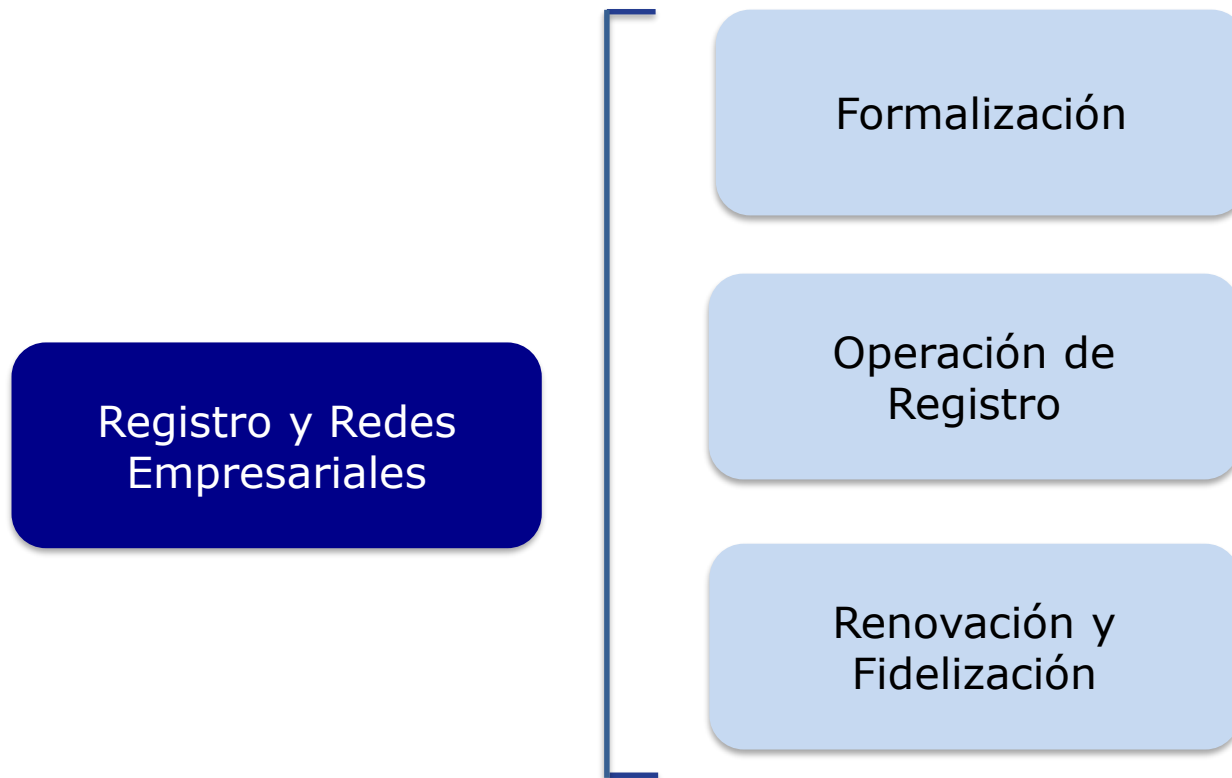 Formalización
Operación de
Registro
Registro y Redes
Empresariales
Renovación y
Fidelización